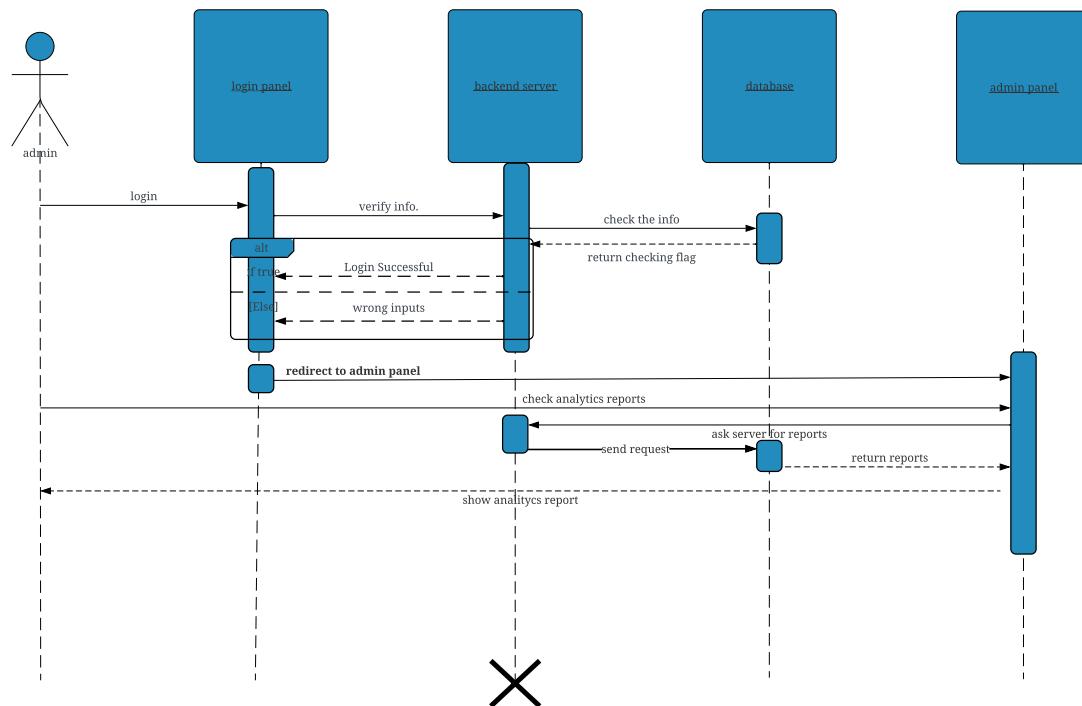 login panel
backend server
database
admin panel
admin
login
verify info.
check the info
return checking flag
alt
if true
Login Successful
[Else]
wrong inputs
redirect to admin panel
check analytics reports
ask server for reports
send request
return reports
show analitycs report